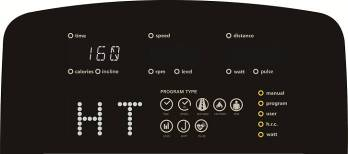 time speed distance
160
calories incline rpm level watt pulse
PROGRAM TYPE
HT
manual
program
user
h.r.c.
watt